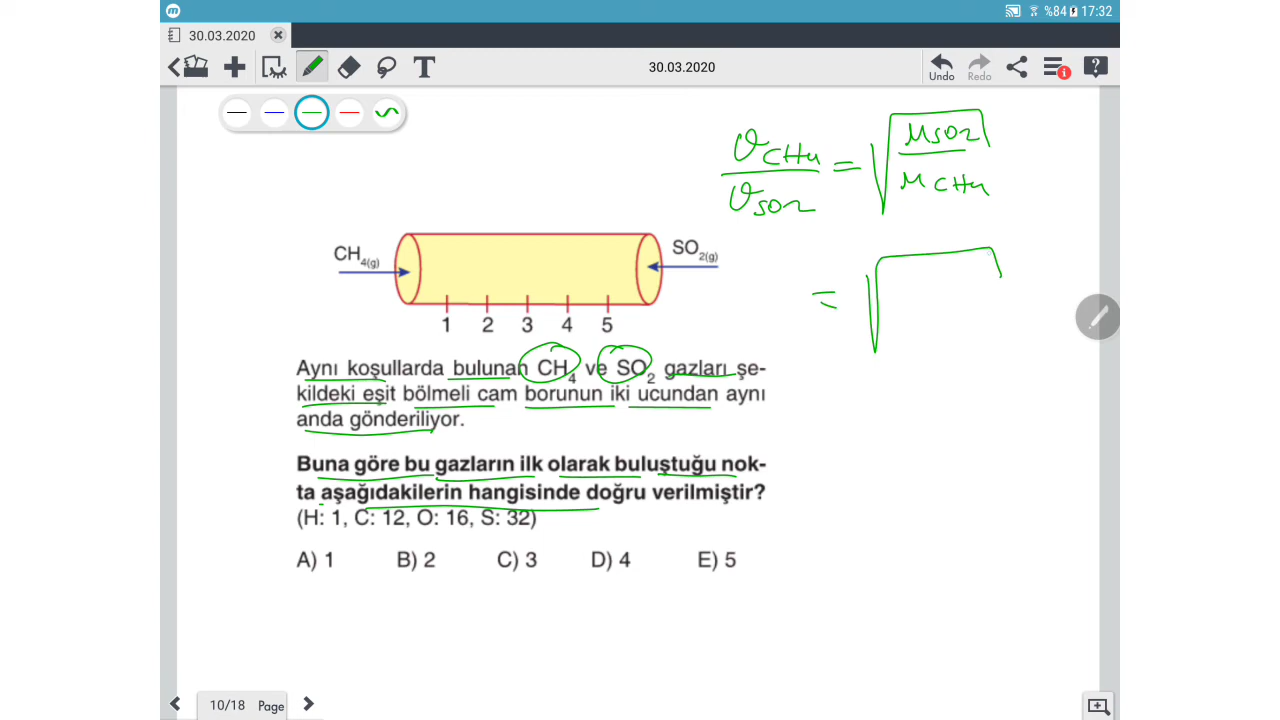 %84 17:32
30.03.2020
30.03.2020
Undo
Redo
ϑCH4 / ϑSO2 = √(MSO2 / MCH4)
= √
CH4(g)
SO2(g)
1 2 3 4 5
Aynı koşullarda bulunan CH4 ve SO2 gazları şe-
kildeki eşit bölmeli cam borunun iki ucundan aynı
anda gönderiliyor.
Buna göre bu gazların ilk olarak buluştuğu nok-
ta aşağıdakilerin hangisinde doğru verilmiştir?
(H: 1, C: 12, O: 16, S: 32)
A) 1 B) 2 C) 3 D) 4 E) 5
10/18 Page